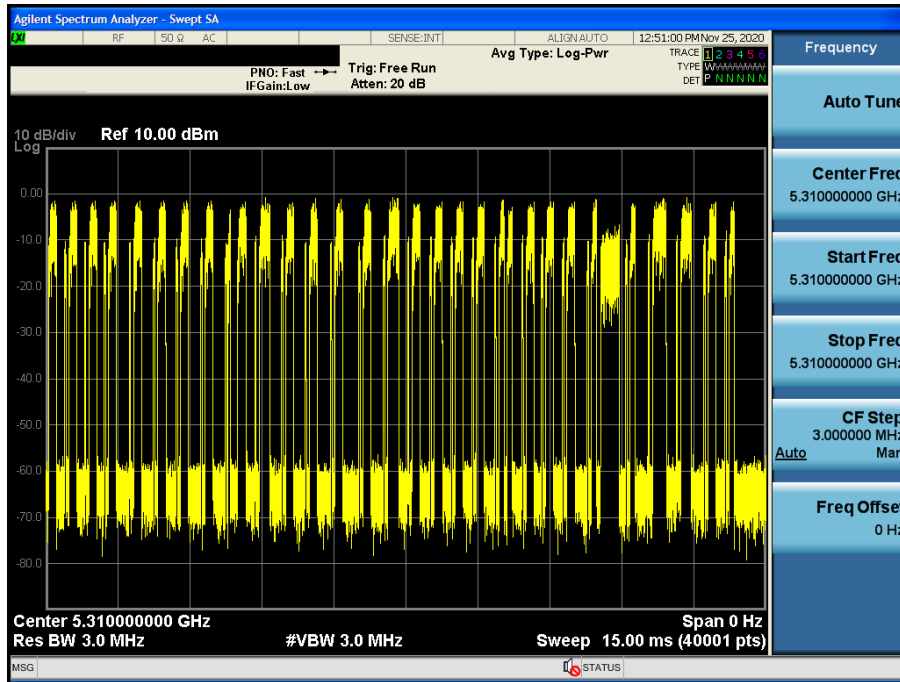 Agilent Spectrum Analyzer - Swept SA
LXI RF 50 Ω AC SENSE:INT ALIGN AUTO 12:51:00 PM Nov 25, 2020
Avg Type: Log-Pwr
TRACE 1 2 3 4 5 6
PNO: Fast Trig: Free Run
TYPE WWWWWW
IFGain:Low Atten: 20 dB
DET P N N N N N
10 dB/div Ref 10.00 dBm
Log
0.00
-10.0
-20.0
-30.0
-40.0
-50.0
-60.0
-70.0
-80.0
Center 5.310000000 GHz Span 0 Hz
Res BW 3.0 MHz #VBW 3.0 MHz Sweep 15.00 ms (40001 pts)
MSG STATUS
Frequency
Auto Tune
Center Freq
5.310000000 GHz
Start Freq
5.310000000 GHz
Stop Freq
5.310000000 GHz
CF Step
3.000000 MHz
Auto Man
Freq Offset
0 Hz